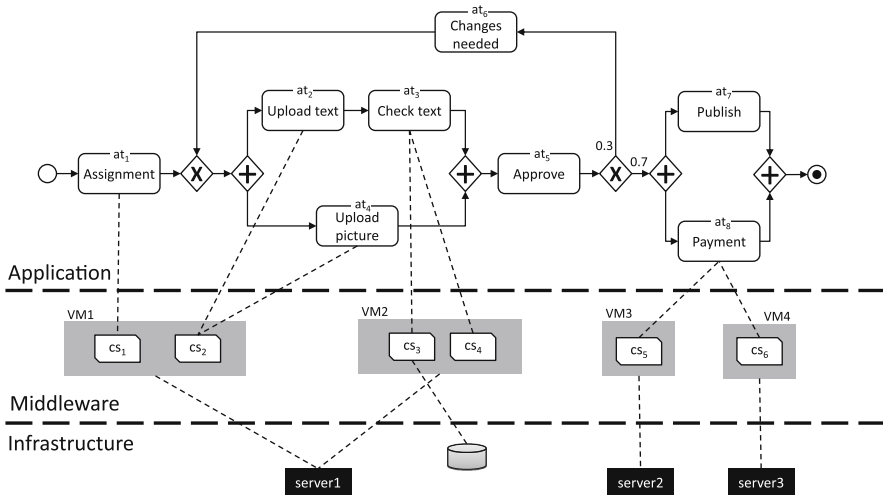 at6
Changes
needed
at2
Upload text
at3
Check text
at7
Publish
at1
Assignment
X
+
+
at5
Approve
0.3
X
0.7
+
+
at4
Upload
picture
at8
Payment
Application
VM1
VM2
VM3
VM4
cs1
cs2
cs3
cs4
cs5
cs6
Middleware
Infrastructure
server1
server2
server3